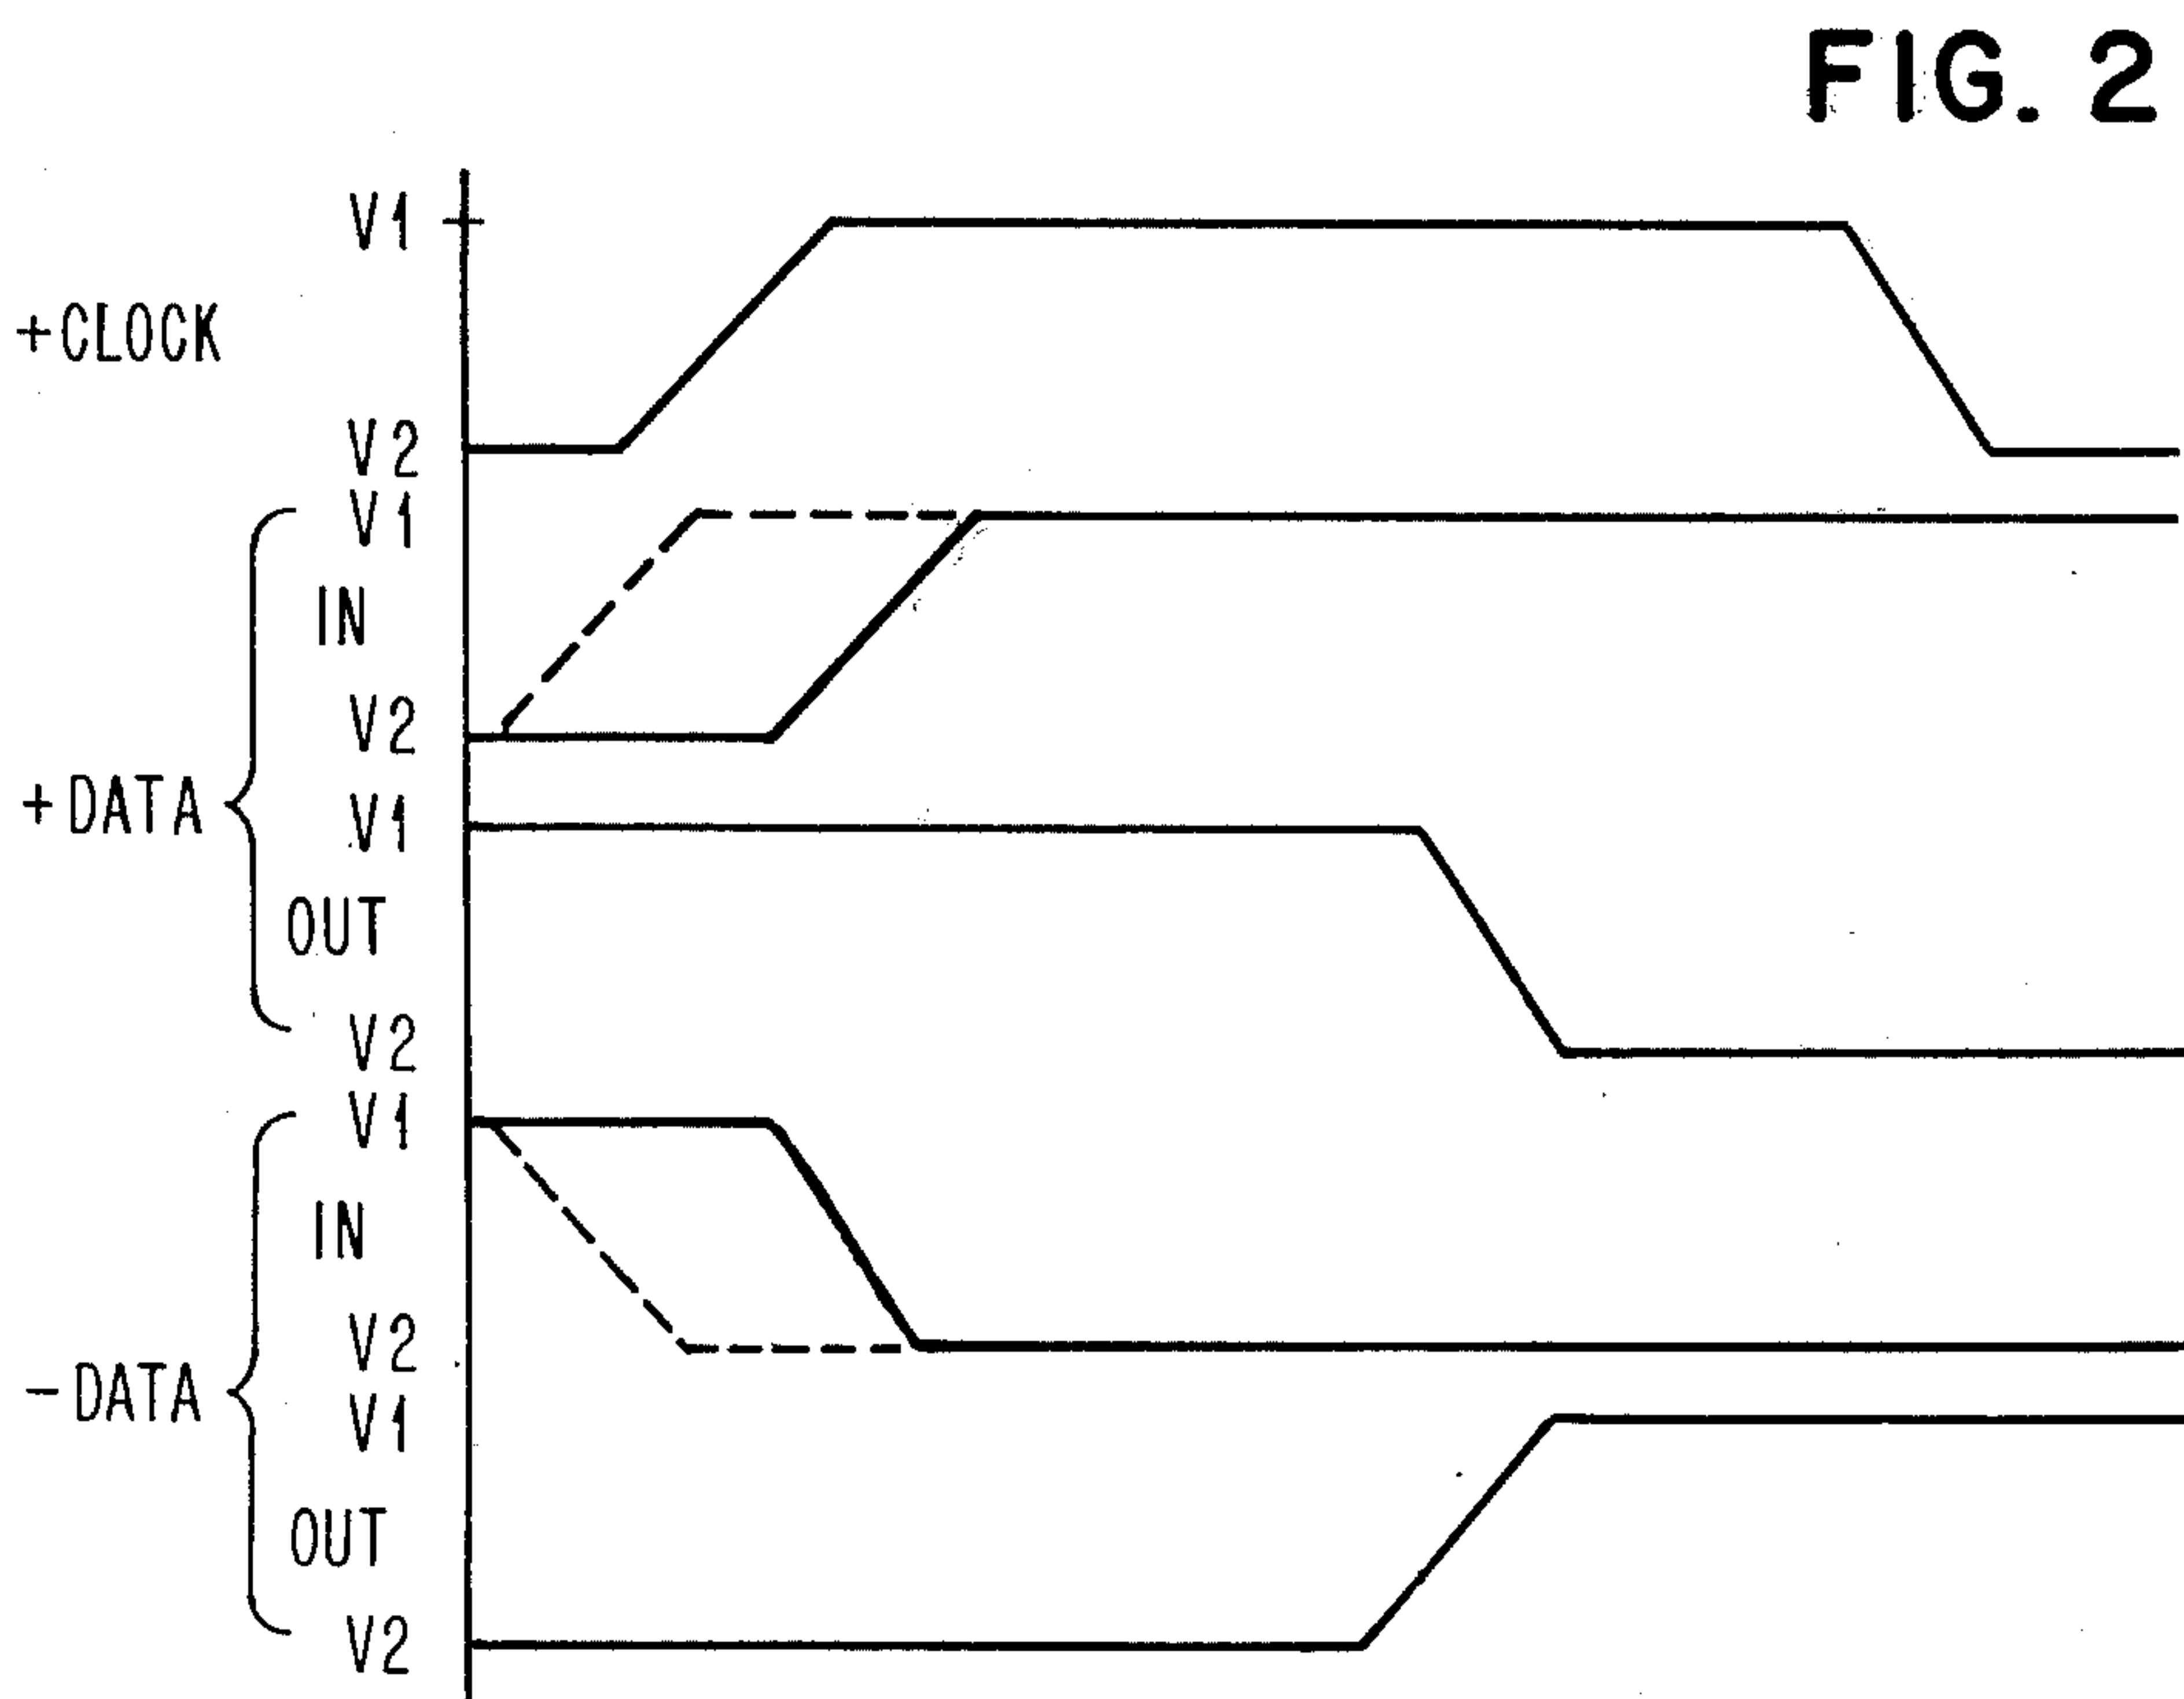 FIG. 2
V1
+CLOCK
V2
V1
IN
V2
+DATA
V1
OUT
V2
V1
IN
V2
-DATA
V1
OUT
V2